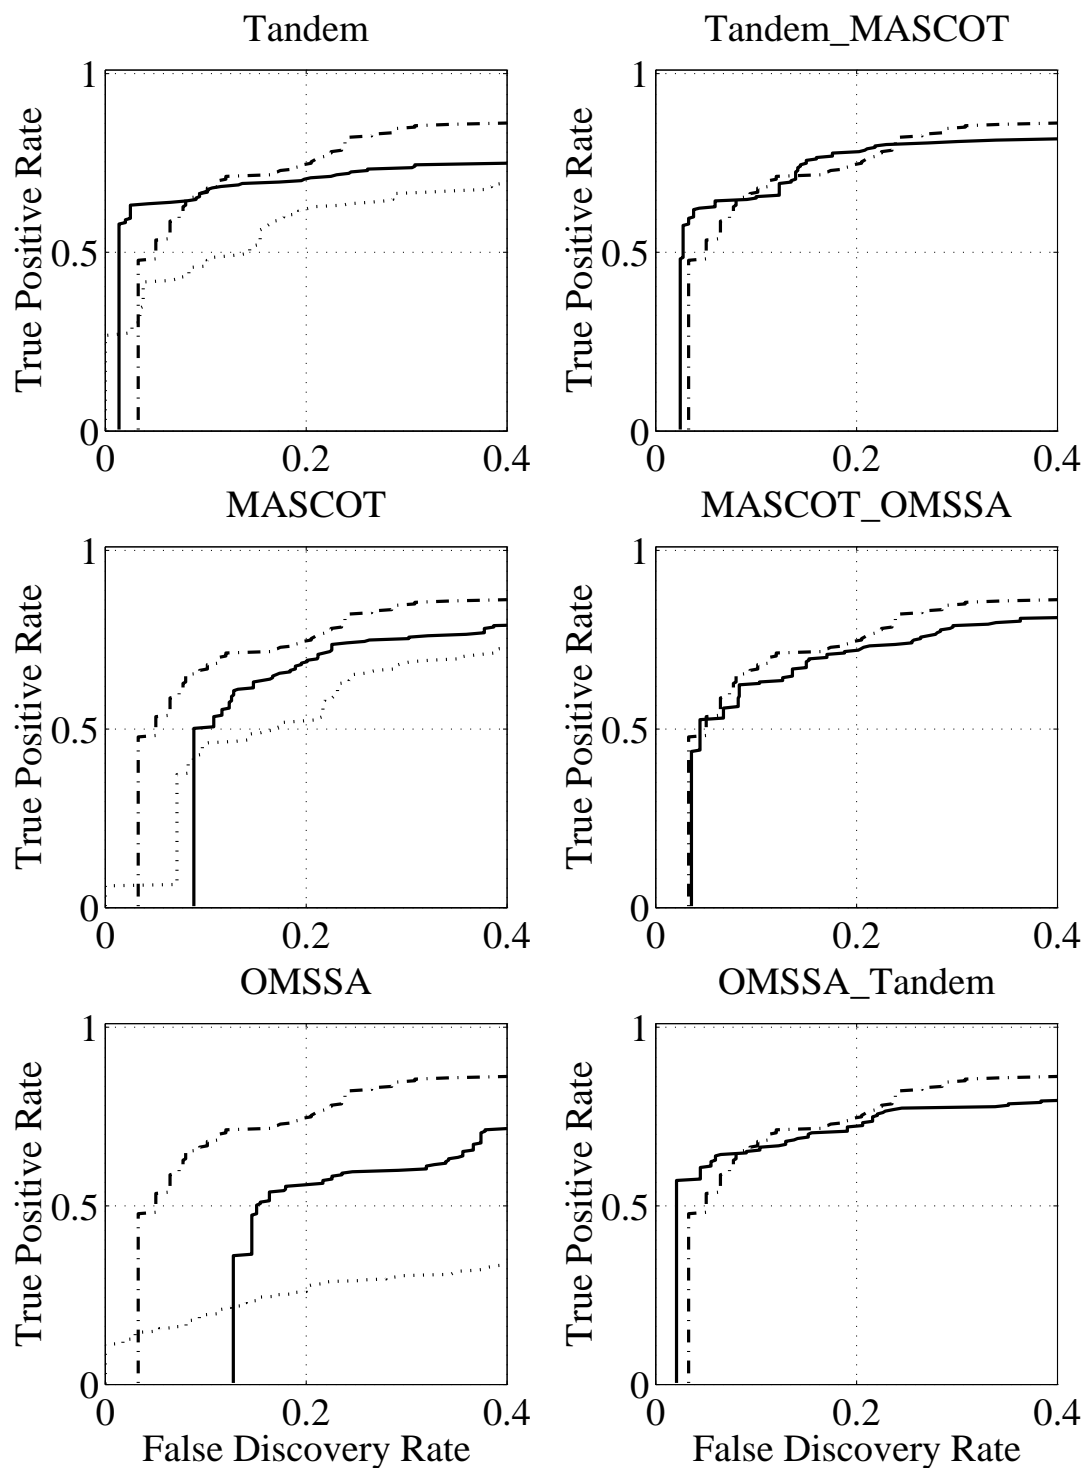 Tandem
True Positive Rate
1
0.5
0
0
0.2
0.4
Tandem_MASCOT
True Positive Rate
1
0.5
0
0
0.2
0.4
MASCOT
True Positive Rate
1
0.5
0
0
0.2
0.4
MASCOT_OMSSA
True Positive Rate
1
0.5
0
0
0.2
0.4
OMSSA
True Positive Rate
1
0.5
0
0
0.2
0.4
False Discovery Rate
OMSSA_Tandem
True Positive Rate
1
0.5
0
0
0.2
0.4
False Discovery Rate